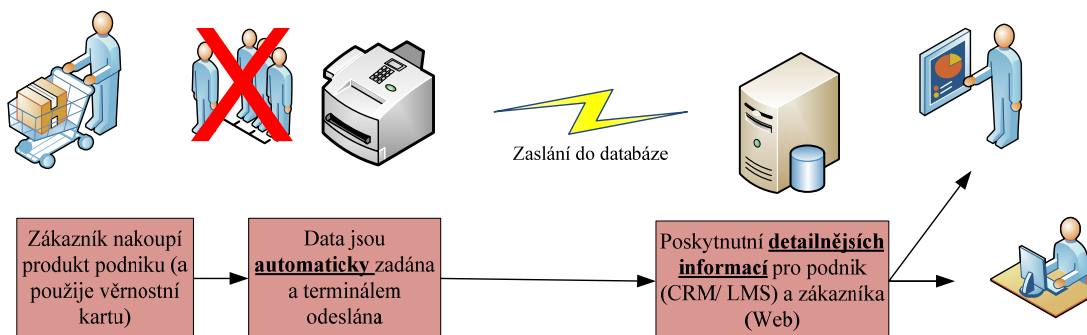 Zaslání do databáze
Zákazník nakoupí
produkt podniku (a
použije věrnostní
kartu)
Data jsou
automaticky zadána
a terminálem
odeslána
Poskytnutní detailnějsích
informací pro podnik
(CRM/ LMS) a zákazníka
(Web)